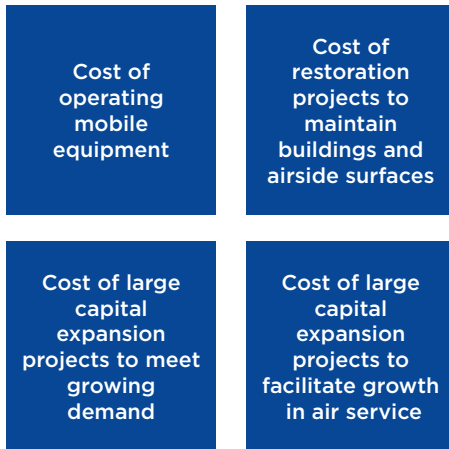 Cost of
operating
mobile
equipment
Cost of
restoration
projects to
maintain
buildings and
airside surfaces
Cost of large
capital
expansion
projects to meet
growing
demand
Cost of large
capital
expansion
projects to
facilitate growth
in air service